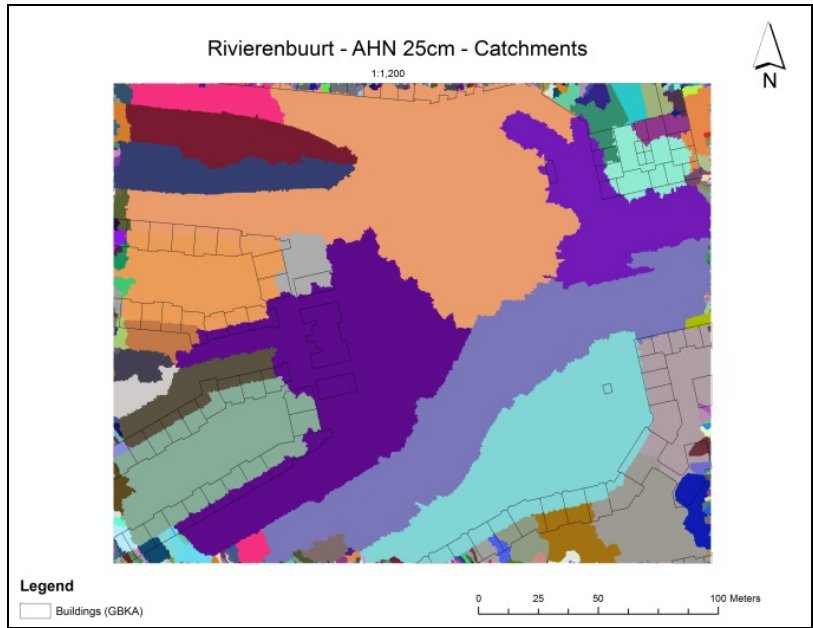 Rivierenbuurt - AHN 25cm - Catchments
1:1,200
N
Legend
Buildings (GBKA)
0 25 50 100 Meters